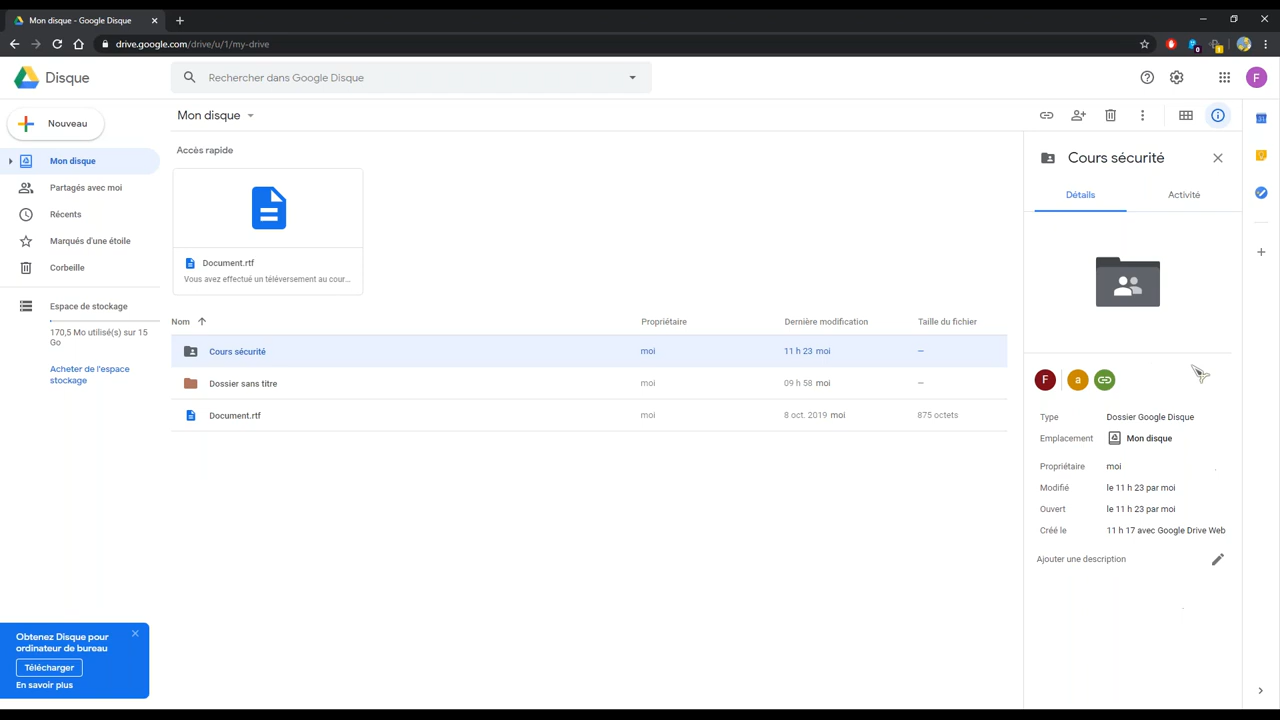 Mon disque - Google Disque
drive.google.com/drive/u/1/my-drive
0
1
Disque
Rechercher dans Google Disque
F
Nouveau
Mon disque
Partagés avec moi
Récents
Marqués d'une étoile
Corbeille
Espace de stockage
170,5 Mo utilisé(s) sur 15
Go
Acheter de l'espace
stockage
Obtenez Disque pour
ordinateur de bureau
Télécharger
En savoir plus
Mon disque
Accès rapide
Document.rtf
Vous avez effectué un téléversement au cour...
Nom Propriétaire Dernière modification Taille du fichier
Cours sécurité moi 11 h 23 moi —
Dossier sans titre moi 09 h 58 moi —
Document.rtf moi 8 oct. 2019 moi 875 octets
Cours sécurité
Détails Activité
F a
Type Dossier Google Disque
Emplacement Mon disque
Propriétaire moi
Modifié le 11 h 23 par moi
Ouvert le 11 h 23 par moi
Créé le 11 h 17 avec Google Drive Web
Ajouter une description